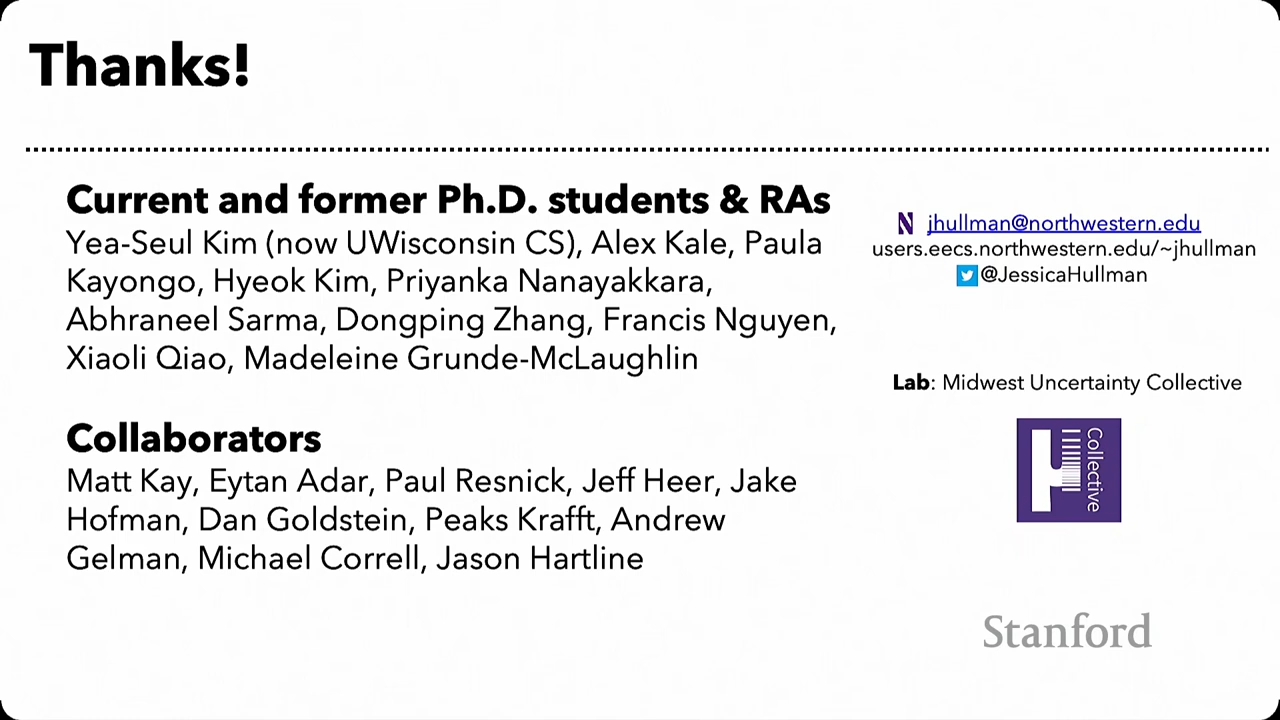 Thanks!
Current and former Ph.D. students & RAs
Yea-Seul Kim (now UWisconsin CS), Alex Kale, Paula
Kayongo, Hyeok Kim, Priyanka Nanayakkara,
Abhraneel Sarma, Dongping Zhang, Francis Nguyen,
Xiaoli Qiao, Madeleine Grunde-McLaughlin
Collaborators
Matt Kay, Eytan Adar, Paul Resnick, Jeff Heer, Jake
Hofman, Dan Goldstein, Peaks Krafft, Andrew
Gelman, Michael Correll, Jason Hartline
N jhullman@northwestern.edu
users.eecs.northwestern.edu/~jhullman
@JessicaHullman
Lab: Midwest Uncertainty Collective
Collective
Stanford